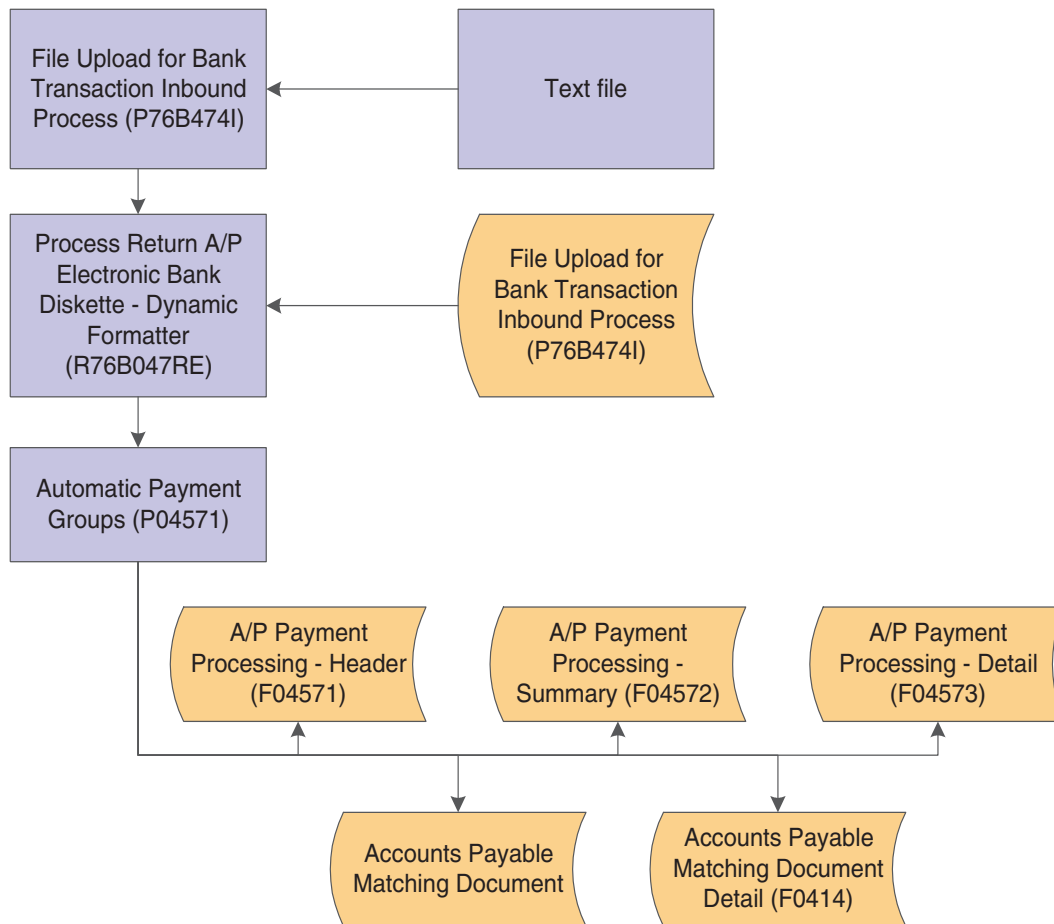 File Upload for Bank
Transaction Inbound
Process (P76B474I)
Text file
Process Return A/P
Electronic Bank
Diskette - Dynamic
Formatter
(R76B047RE)
File Upload for
Bank Transaction
Inbound Process
(P76B474I)
Automatic Payment
Groups (P04571)
A/P Payment
Processing - Header
(F04571)
A/P Payment
Processing -
Summary (F04572)
A/P Payment
Processing - Detail
(F04573)
Accounts Payable
Matching Document
Accounts Payable
Matching Document
Detail (F0414)